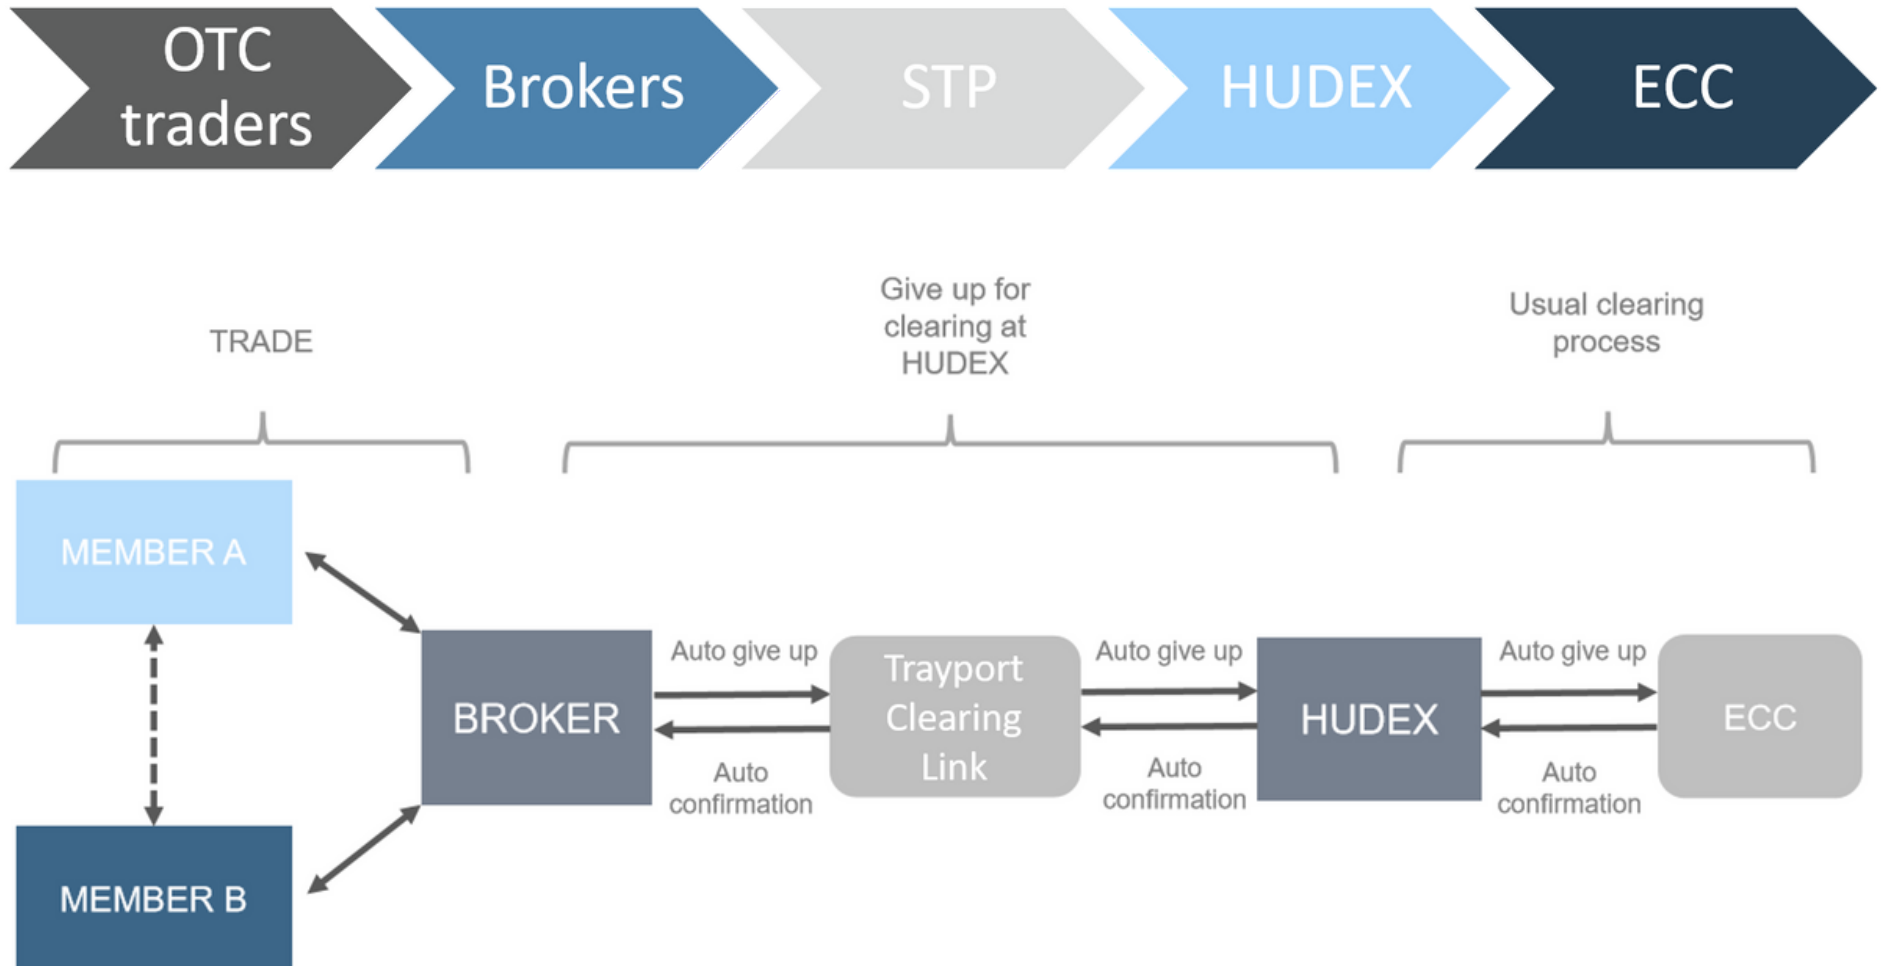 OTC
traders
Brokers
STP
HUDEX
ECC
TRADE
Give up for
clearing at
HUDEX
Usual clearing
process
MEMBER A
MEMBER B
BROKER
Auto give up
Auto
confirmation
Trayport
Clearing
Link
Auto give up
Auto
confirmation
HUDEX
Auto give up
Auto
confirmation
ECC